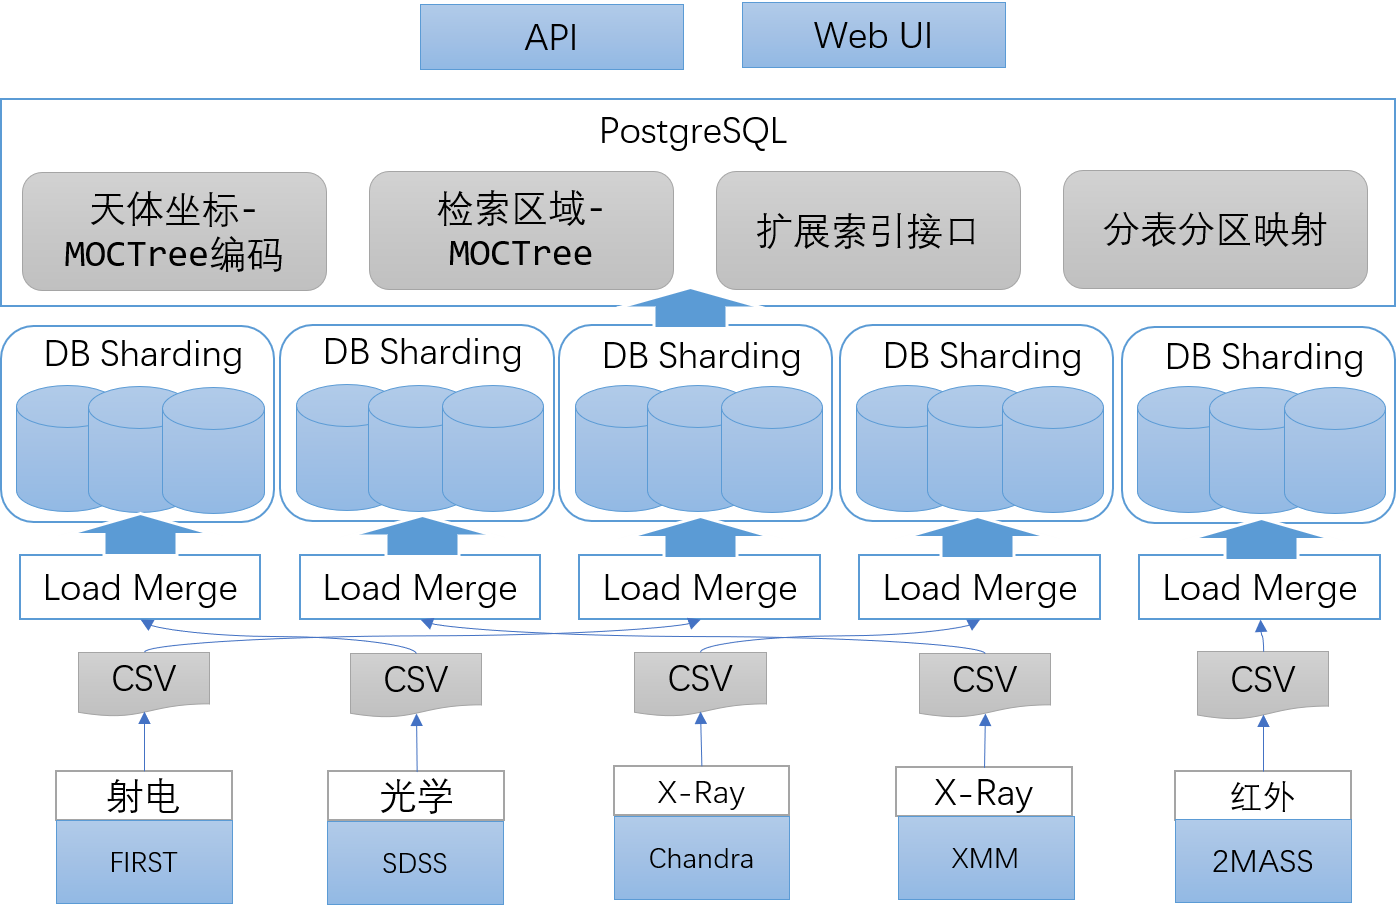 API
Web UI
PostgreSQL
天体坐标-
MOCTree编码
检索区域-
MOCTree
扩展索引接口
分表分区映射
DB Sharding
DB Sharding
DB Sharding
DB Sharding
DB Sharding
Load Merge
Load Merge
Load Merge
Load Merge
Load Merge
CSV
CSV
CSV
CSV
CSV
射电
光学
X-Ray
X-Ray
红外
FIRST
SDSS
Chandra
XMM
2MASS